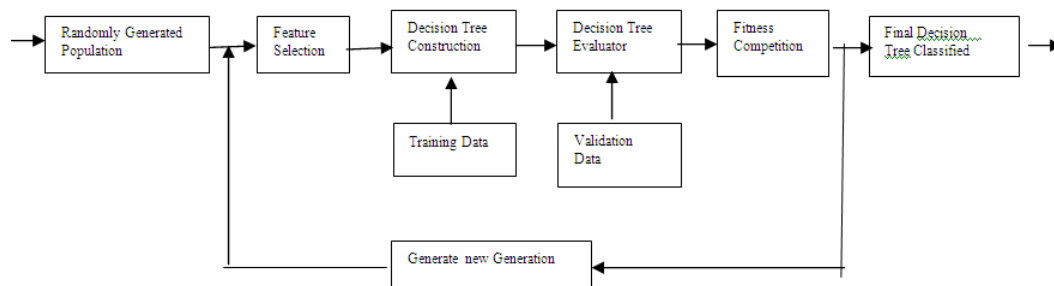 Randomly Generated
Population
Feature
Selection
Decision Tree
Construction
Decision Tree
Evaluator
Fitness
Competition
Final Decision
Tree Classified
Training Data
Validation
Data
Generate new Generation